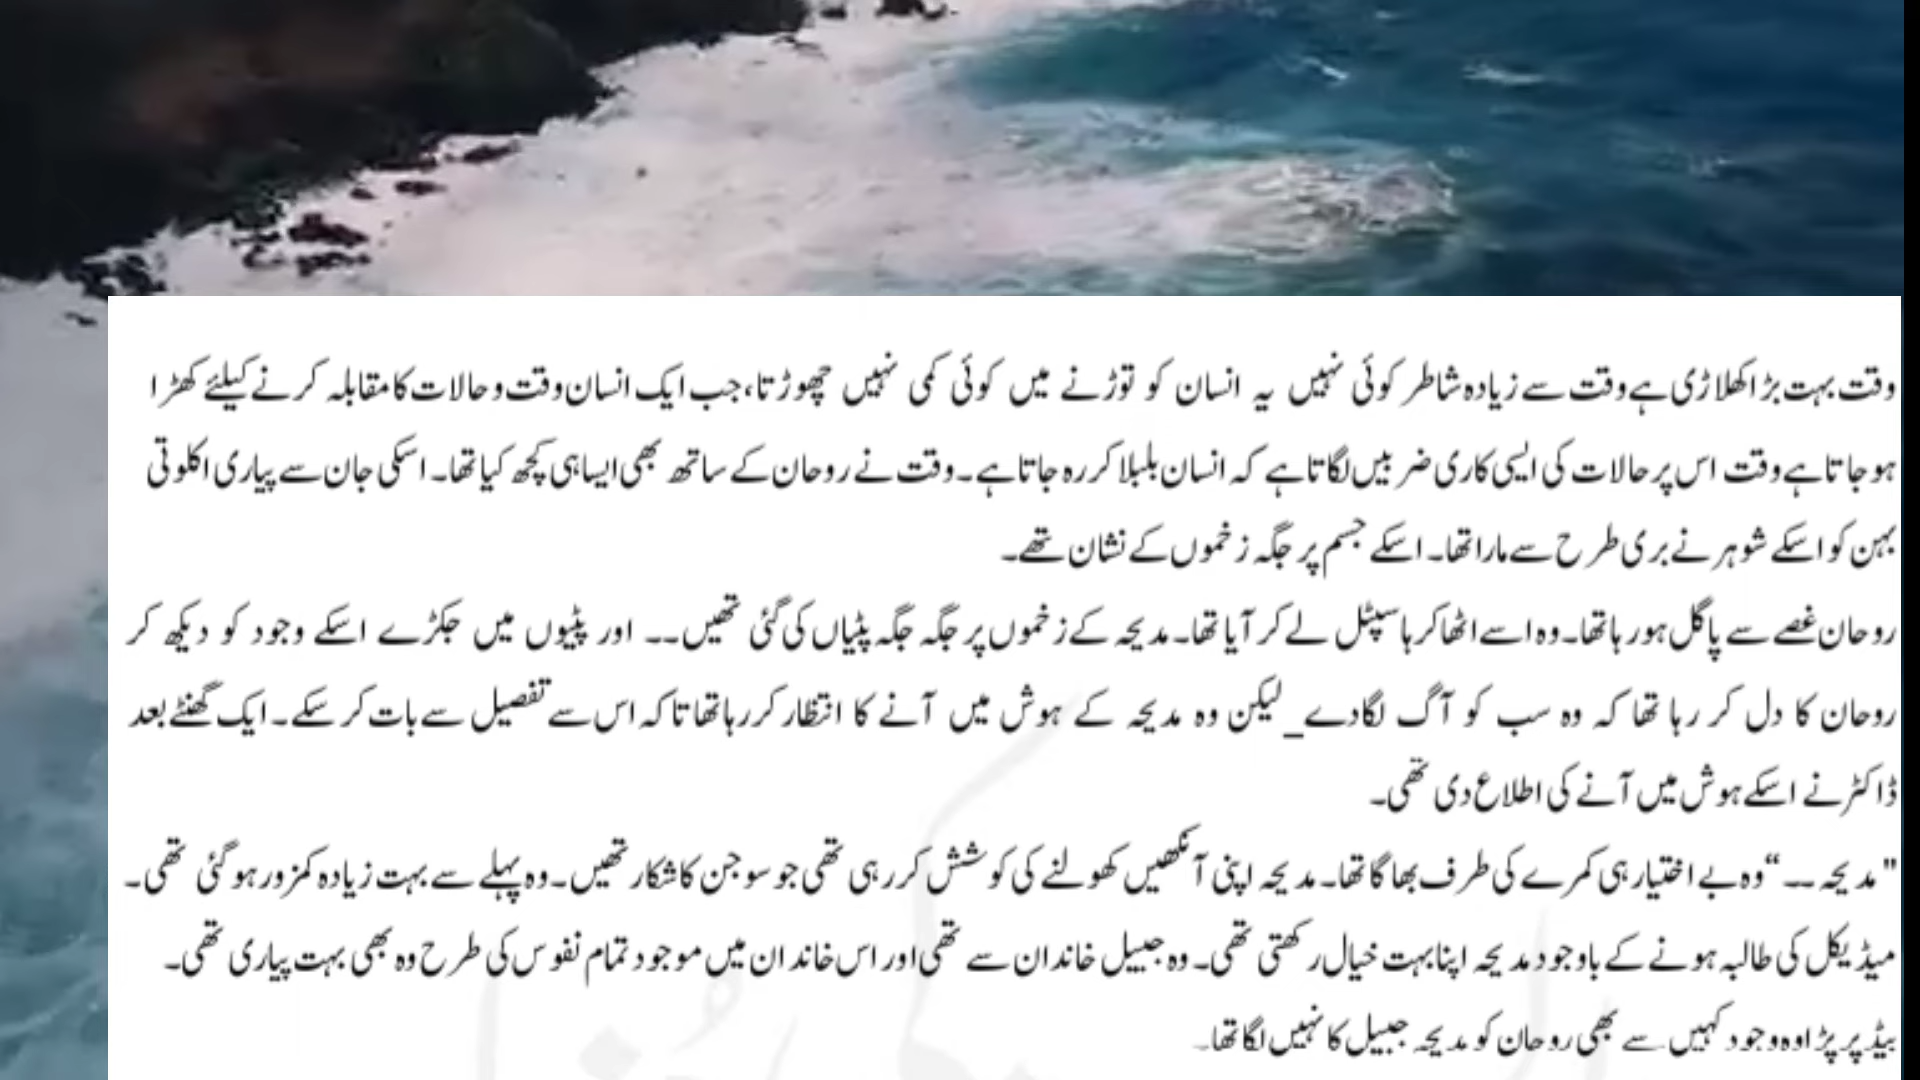 وقت بہت بڑا کھلاڑی ہے وقت سے زیادہ شاطر کوئی نہیں یہ انسان کو توڑنے میں کوئی کمی نہیں چھوڑتا، جب ایک انسان وقت و حالات کا مقابلہ کرنے کیلئے کھڑا
ہو جاتا ہے وقت اس پر حالات کی ایسی کاری ضربیں لگاتا ہے کہ انسان بلبلا کر رہ جاتا ہے۔ وقت نے روحان کے ساتھ بھی ایسا ہی کچھ کیا تھا۔ اسکی جان سے پیاری اکلوتی
بہن کو اسکے شوہر نے بری طرح سے مارا تھا۔ اسکے جسم پر جگہ زخموں کے نشان تھے۔
روحان غصے سے پاگل ہو رہا تھا۔ وہ اسے اٹھا کر ہاسپٹل لے کر آیا تھا۔ مدیحہ کے زخموں پر جگہ جگہ پٹیاں کی گئی تھیں۔۔ اور پٹیوں میں جکڑے اسکے وجود کو دیکھ کر
روحان کا دل کر رہا تھا کہ وہ سب کو آگ لگا دے_ لیکن وہ مدیحہ کے ہوش میں آنے کا انتظار کر رہا تھا تاکہ اس سے تفصیل سے بات کر سکے۔ ایک گھنٹے بعد
ڈاکٹر نے اسکے ہوش میں آنے کی اطلاع دی تھی۔
"مدیحہ۔۔“ وہ بے اختیار ہی کمرے کی طرف بھاگا تھا۔ مدیحہ اپنی آنکھیں کھولنے کی کوشش کر رہی تھی جو سوجن کا شکار تھیں۔ وہ پہلے سے بہت زیادہ کمزور ہو گئی تھی۔
میڈیکل کی طالبہ ہونے کے باوجود مدیحہ اپنا بہت خیال رکھتی تھی۔ وہ جبیل خاندان سے تھی اور اس خاندان میں موجود تمام نفوس کی طرح وہ بھی بہت پیاری تھی۔
بیڈ پر پڑا وہ وجود کہیں سے بھی روحان کو مدیحہ جبیل کا نہیں لگا تھا۔